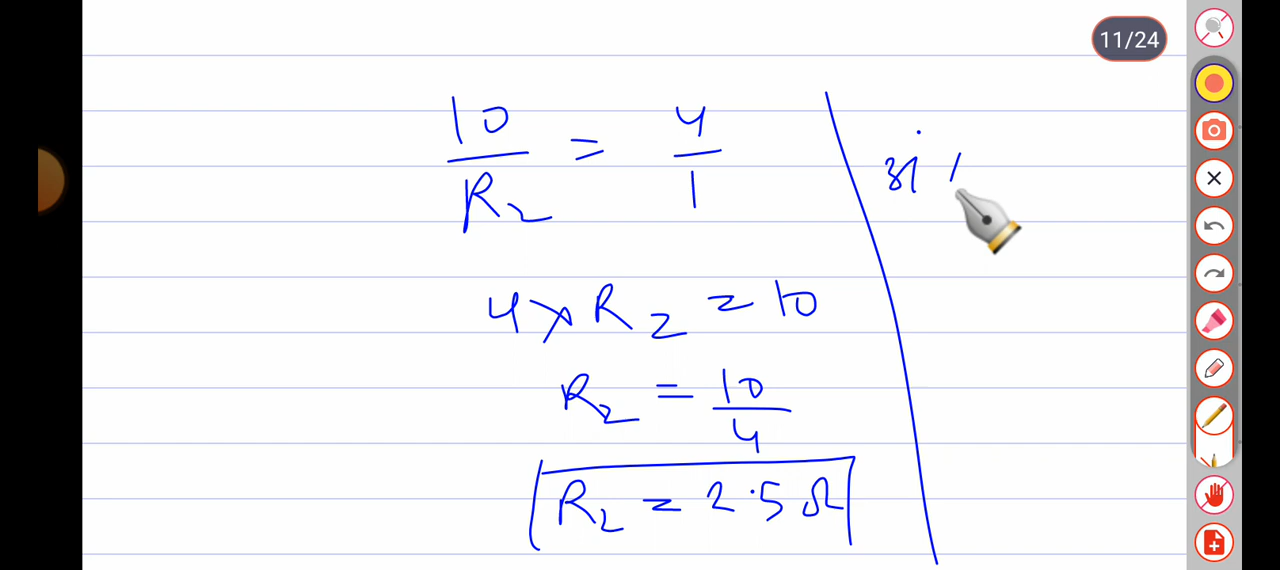 11/24
10/R₂ = 4/1
4 × R₂ = 10
R₂ = 10/4
R₂ = 2.5 Ω